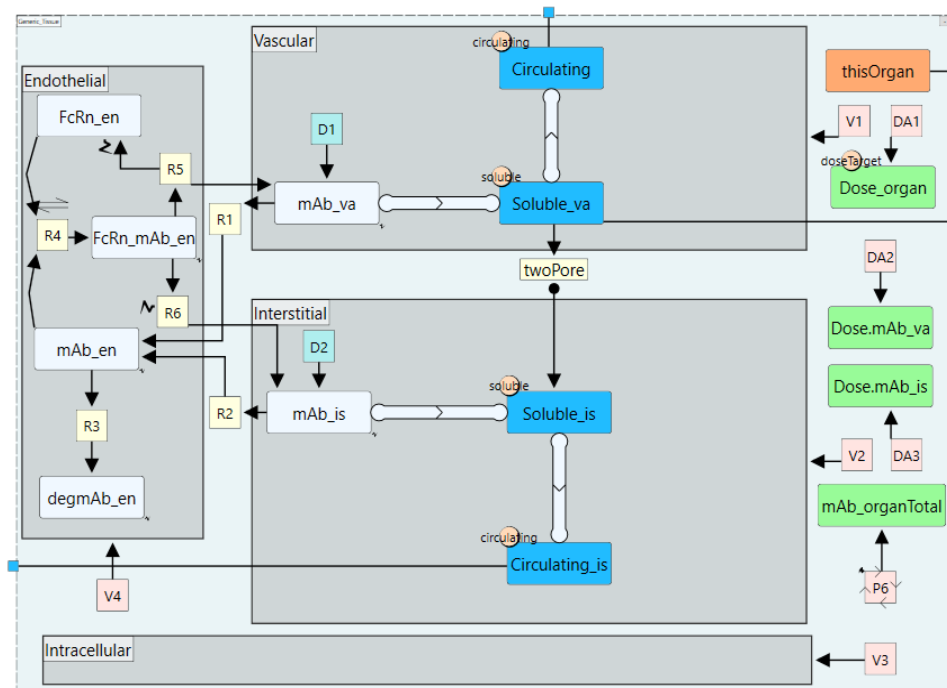 Generic_Tissue
Vascular
circulating
Circulating
thisOrgan
Endothelial
FcRn_en
D1
V1
DA1
R5
soluble
doseTarget
mAb_va
Soluble_va
Dose_organ
R1
R4
FcRn_mAb_en
twoPore
DA2
R6
Interstitial
Dose.mAb_va
mAb_en
D2
soluble
Dose.mAb_is
mAb_is
Soluble_is
R2
R3
V2
DA3
degmAb_en
mAb_organTotal
circulating
Circulating_is
V4
P6
Intracellular
V3